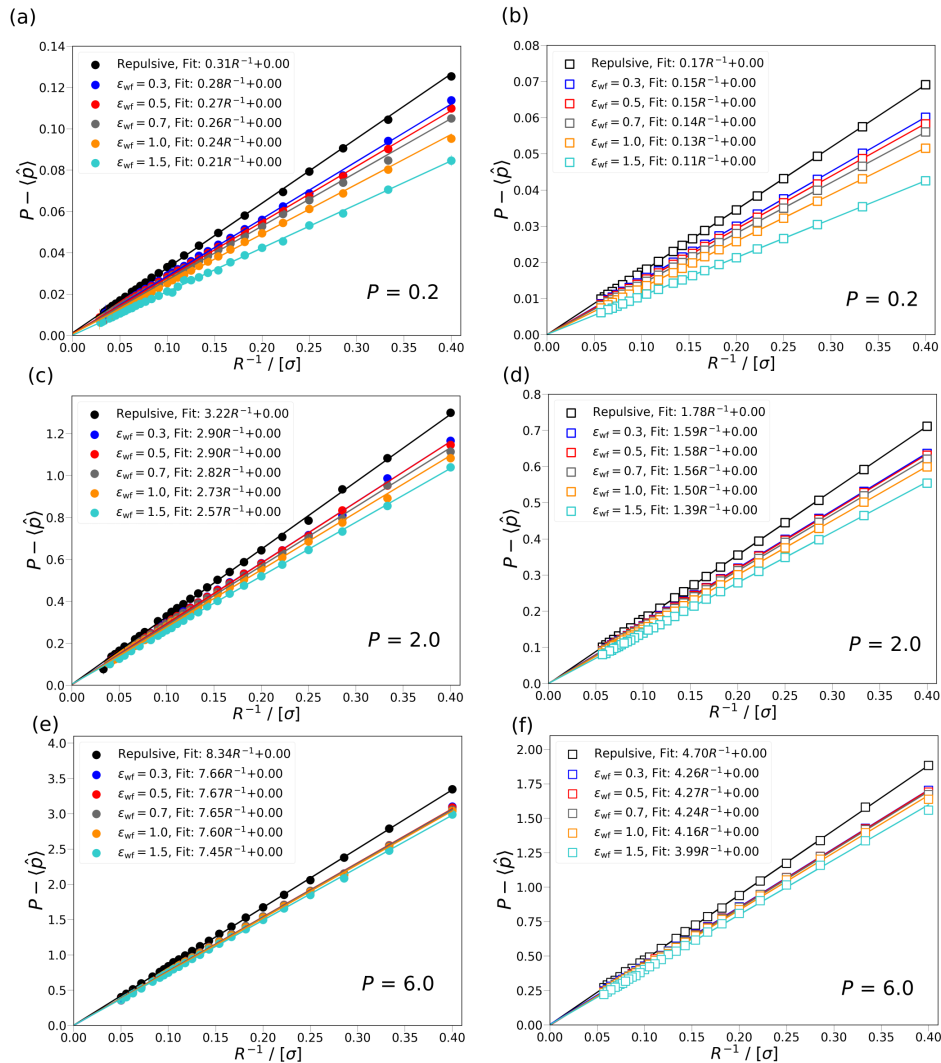 (a)
0.14
0.12
0.10
0.08
0.06
0.04
0.02
0.00
P − ⟨p̂⟩
Repulsive, Fit: 0.31R⁻¹+0.00
ε_wf = 0.3, Fit: 0.28R⁻¹+0.00
ε_wf = 0.5, Fit: 0.27R⁻¹+0.00
ε_wf = 0.7, Fit: 0.26R⁻¹+0.00
ε_wf = 1.0, Fit: 0.24R⁻¹+0.00
ε_wf = 1.5, Fit: 0.21R⁻¹+0.00
P = 0.2
0.00 0.05 0.10 0.15 0.20 0.25 0.30 0.35 0.40
R⁻¹ / [σ]
(b)
0.08
0.07
0.06
0.05
0.04
0.03
0.02
0.01
0.00
P − ⟨p̂⟩
Repulsive, Fit: 0.17R⁻¹+0.00
ε_wf = 0.3, Fit: 0.15R⁻¹+0.00
ε_wf = 0.5, Fit: 0.15R⁻¹+0.00
ε_wf = 0.7, Fit: 0.14R⁻¹+0.00
ε_wf = 1.0, Fit: 0.13R⁻¹+0.00
ε_wf = 1.5, Fit: 0.11R⁻¹+0.00
P = 0.2
0.00 0.05 0.10 0.15 0.20 0.25 0.30 0.35 0.40
R⁻¹ / [σ]
(c)
1.2
1.0
0.8
0.6
0.4
0.2
0.0
P − ⟨p̂⟩
Repulsive, Fit: 3.22R⁻¹+0.00
ε_wf = 0.3, Fit: 2.90R⁻¹+0.00
ε_wf = 0.5, Fit: 2.90R⁻¹+0.00
ε_wf = 0.7, Fit: 2.82R⁻¹+0.00
ε_wf = 1.0, Fit: 2.73R⁻¹+0.00
ε_wf = 1.5, Fit: 2.57R⁻¹+0.00
P = 2.0
0.00 0.05 0.10 0.15 0.20 0.25 0.30 0.35 0.40
R⁻¹ / [σ]
(d)
0.8
0.7
0.6
0.5
0.4
0.3
0.2
0.1
0.0
P − ⟨p̂⟩
Repulsive, Fit: 1.78R⁻¹+0.00
ε_wf = 0.3, Fit: 1.59R⁻¹+0.00
ε_wf = 0.5, Fit: 1.58R⁻¹+0.00
ε_wf = 0.7, Fit: 1.56R⁻¹+0.00
ε_wf = 1.0, Fit: 1.50R⁻¹+0.00
ε_wf = 1.5, Fit: 1.39R⁻¹+0.00
P = 2.0
0.00 0.05 0.10 0.15 0.20 0.25 0.30 0.35 0.40
R⁻¹ / [σ]
(e)
4.0
3.5
3.0
2.5
2.0
1.5
1.0
0.5
0.0
P − ⟨p̂⟩
Repulsive, Fit: 8.34R⁻¹+0.00
ε_wf = 0.3, Fit: 7.66R⁻¹+0.00
ε_wf = 0.5, Fit: 7.67R⁻¹+0.00
ε_wf = 0.7, Fit: 7.65R⁻¹+0.00
ε_wf = 1.0, Fit: 7.60R⁻¹+0.00
ε_wf = 1.5, Fit: 7.45R⁻¹+0.00
P = 6.0
0.00 0.05 0.10 0.15 0.20 0.25 0.30 0.35 0.40
R⁻¹ / [σ]
(f)
2.00
1.75
1.50
1.25
1.00
0.75
0.50
0.25
0.00
P − ⟨p̂⟩
Repulsive, Fit: 4.70R⁻¹+0.00
ε_wf = 0.3, Fit: 4.26R⁻¹+0.00
ε_wf = 0.5, Fit: 4.27R⁻¹+0.00
ε_wf = 0.7, Fit: 4.24R⁻¹+0.00
ε_wf = 1.0, Fit: 4.16R⁻¹+0.00
ε_wf = 1.5, Fit: 3.99R⁻¹+0.00
P = 6.0
0.00 0.05 0.10 0.15 0.20 0.25 0.30 0.35 0.40
R⁻¹ / [σ]